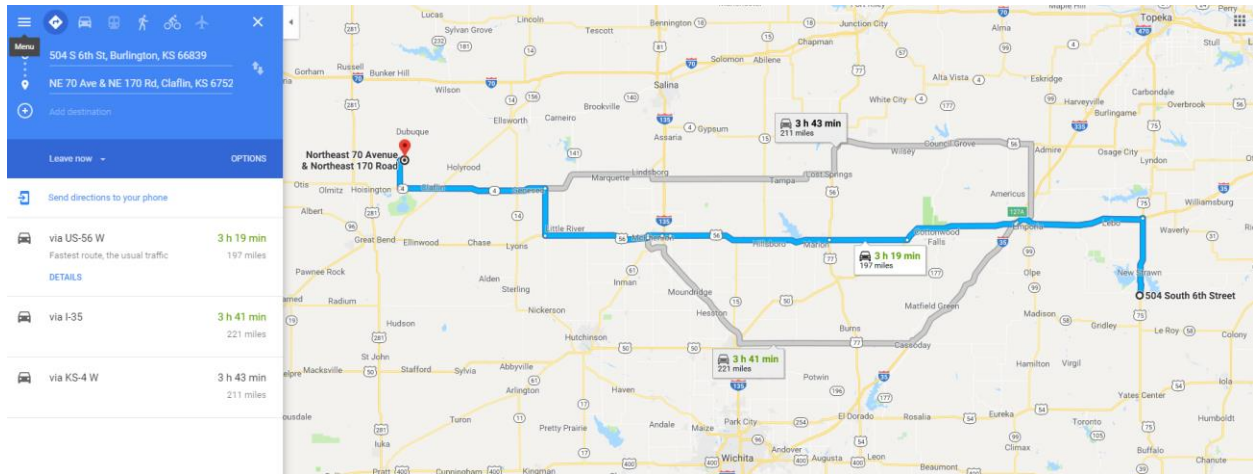 Menu
504 S 6th St, Burlington, KS 66839
NE 70 Ave & NE 170 Rd, Claflin, KS 6752
Add destination
Leave now
OPTIONS
Send directions to your phone
via US-56 W
3 h 19 min
Fastest route, the usual traffic
197 miles
DETAILS
via I-35
3 h 41 min
221 miles
via KS-4 W
3 h 43 min
211 miles
Lucas
Lincoln
Bennington
Junction City
Topeka
Perry
Sylvan Grove
Tescott
Chapman
Alma
Stull
Gorham
Russell
Bunker Hill
Solomon
Abilene
Wilson
Salina
Alta Vista
Eskridge
Carbondale
Brookville
White City
Harveyville
Overbrook
Burlingame
Ellsworth
Carneiro
Gypsum
Assaria
3 h 43 min
211 miles
Dubuque
Northeast 70 Avenue
& Northeast 170 Road
Holyrood
Wilsey
Council Grove
Admire
Osage City
Lyndon
Otis
Olmitz
Hoisington
Claflin
Geneseo
Marquette
Lindsborg
Tampa
Lost Springs
Americus
Williamsburg
Albert
127A
Great Bend
Ellinwood
Chase
Lyons
Little River
McPherson
Hillsboro
Marion
Cottonwood
Falls
Emporia
Lebo
Waverly
3 h 19 min
197 miles
Pawnee Rock
Alden
Sterling
Inman
Olpe
New Strawn
504 South 6th Street
Radium
Moundridge
Nickerson
Hesston
Matfield Green
Madison
Gridley
Le Roy
Colony
Hudson
Hutchinson
Burns
Cassoday
St John
3 h 41 min
221 miles
Hamilton
Virgil
Macksville
Stafford
Sylvia
Abbyville
Arlington
Haven
Potwin
Iola
Yates Center
Turon
Pretty Prairie
Andale
Maize
Park City
El Dorado
Rosalia
Eureka
Toronto
Humboldt
Iuka
Andover
Wichita
Augusta
Leon
Beaumont
Fall River
Buffalo
Chanute
Pratt
Cunningham
Kingman